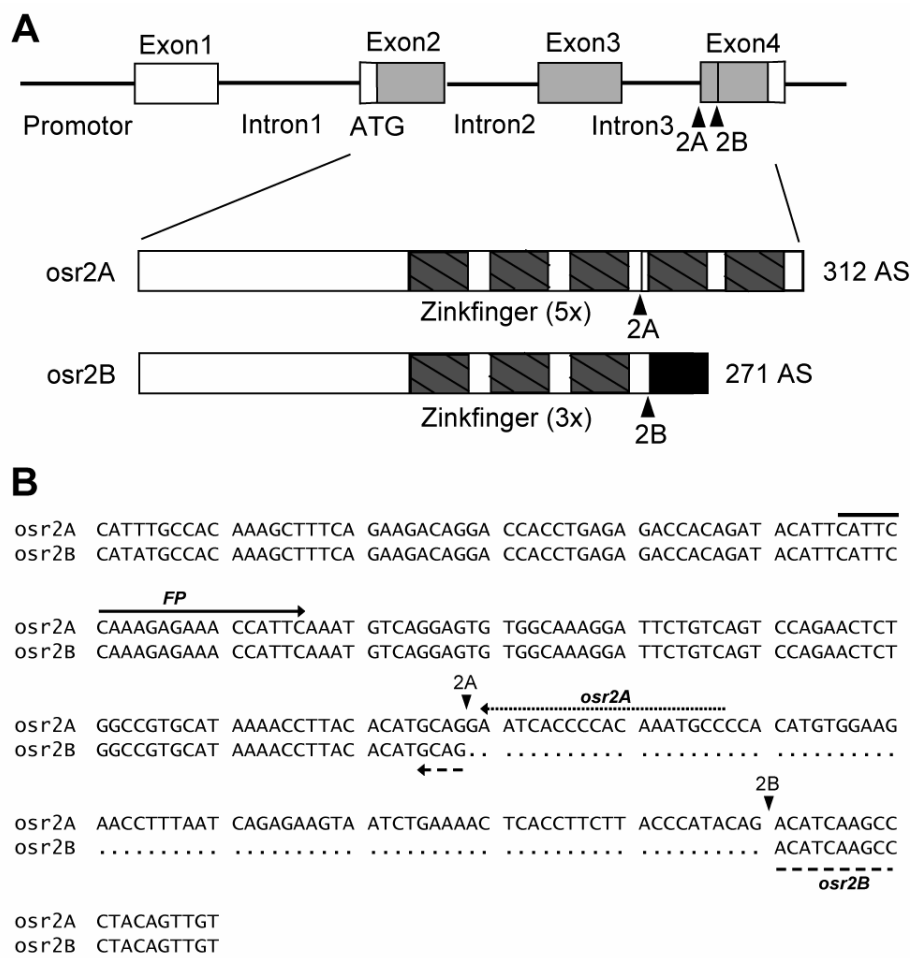 A
Exon1 Exon2 Exon3 Exon4
Promotor Intron1 ATG Intron2 Intron3
2A 2B
osr2A 312 AS
Zinkfinger (5x) 2A
osr2B 271 AS
Zinkfinger (3x) 2B
B
osr2A CATTTGCCAC AAAGCTTTCA GAAGACAGGA CCACCTGAGA GACCACAGAT ACATTCATTC
osr2B CATATGCCAC AAAGCTTTCA GAAGACAGGA CCACCTGAGA GACCACAGAT ACATTCATTC
FP
osr2A CAAAGAGAAA CCATTCAAAT GTCAGGAGTG TGGCAAAGGA TTCTGTCAGT CCAGAACTCT
osr2B CAAAGAGAAA CCATTCAAAT GTCAGGAGTG TGGCAAAGGA TTCTGTCAGT CCAGAACTCT
2A osr2A
osr2A GGCCGTGCAT AAAACCTTAC ACATGCAGGA ATCACCCCAC AAATGCCCCA CATGTGGAAG
osr2B GGCCGTGCAT AAAACCTTAC ACATGCAG.. .......... .......... ..........
2B
osr2A AACCTTTAAT CAGAGAAGTA ATCTGAAAAC TCACCTTCTT ACCCATACAG ACATCAAGCC
osr2B .......... .......... .......... .......... .......... ACATCAAGCC
osr2B
osr2A CTACAGTTGT
osr2B CTACAGTTGT